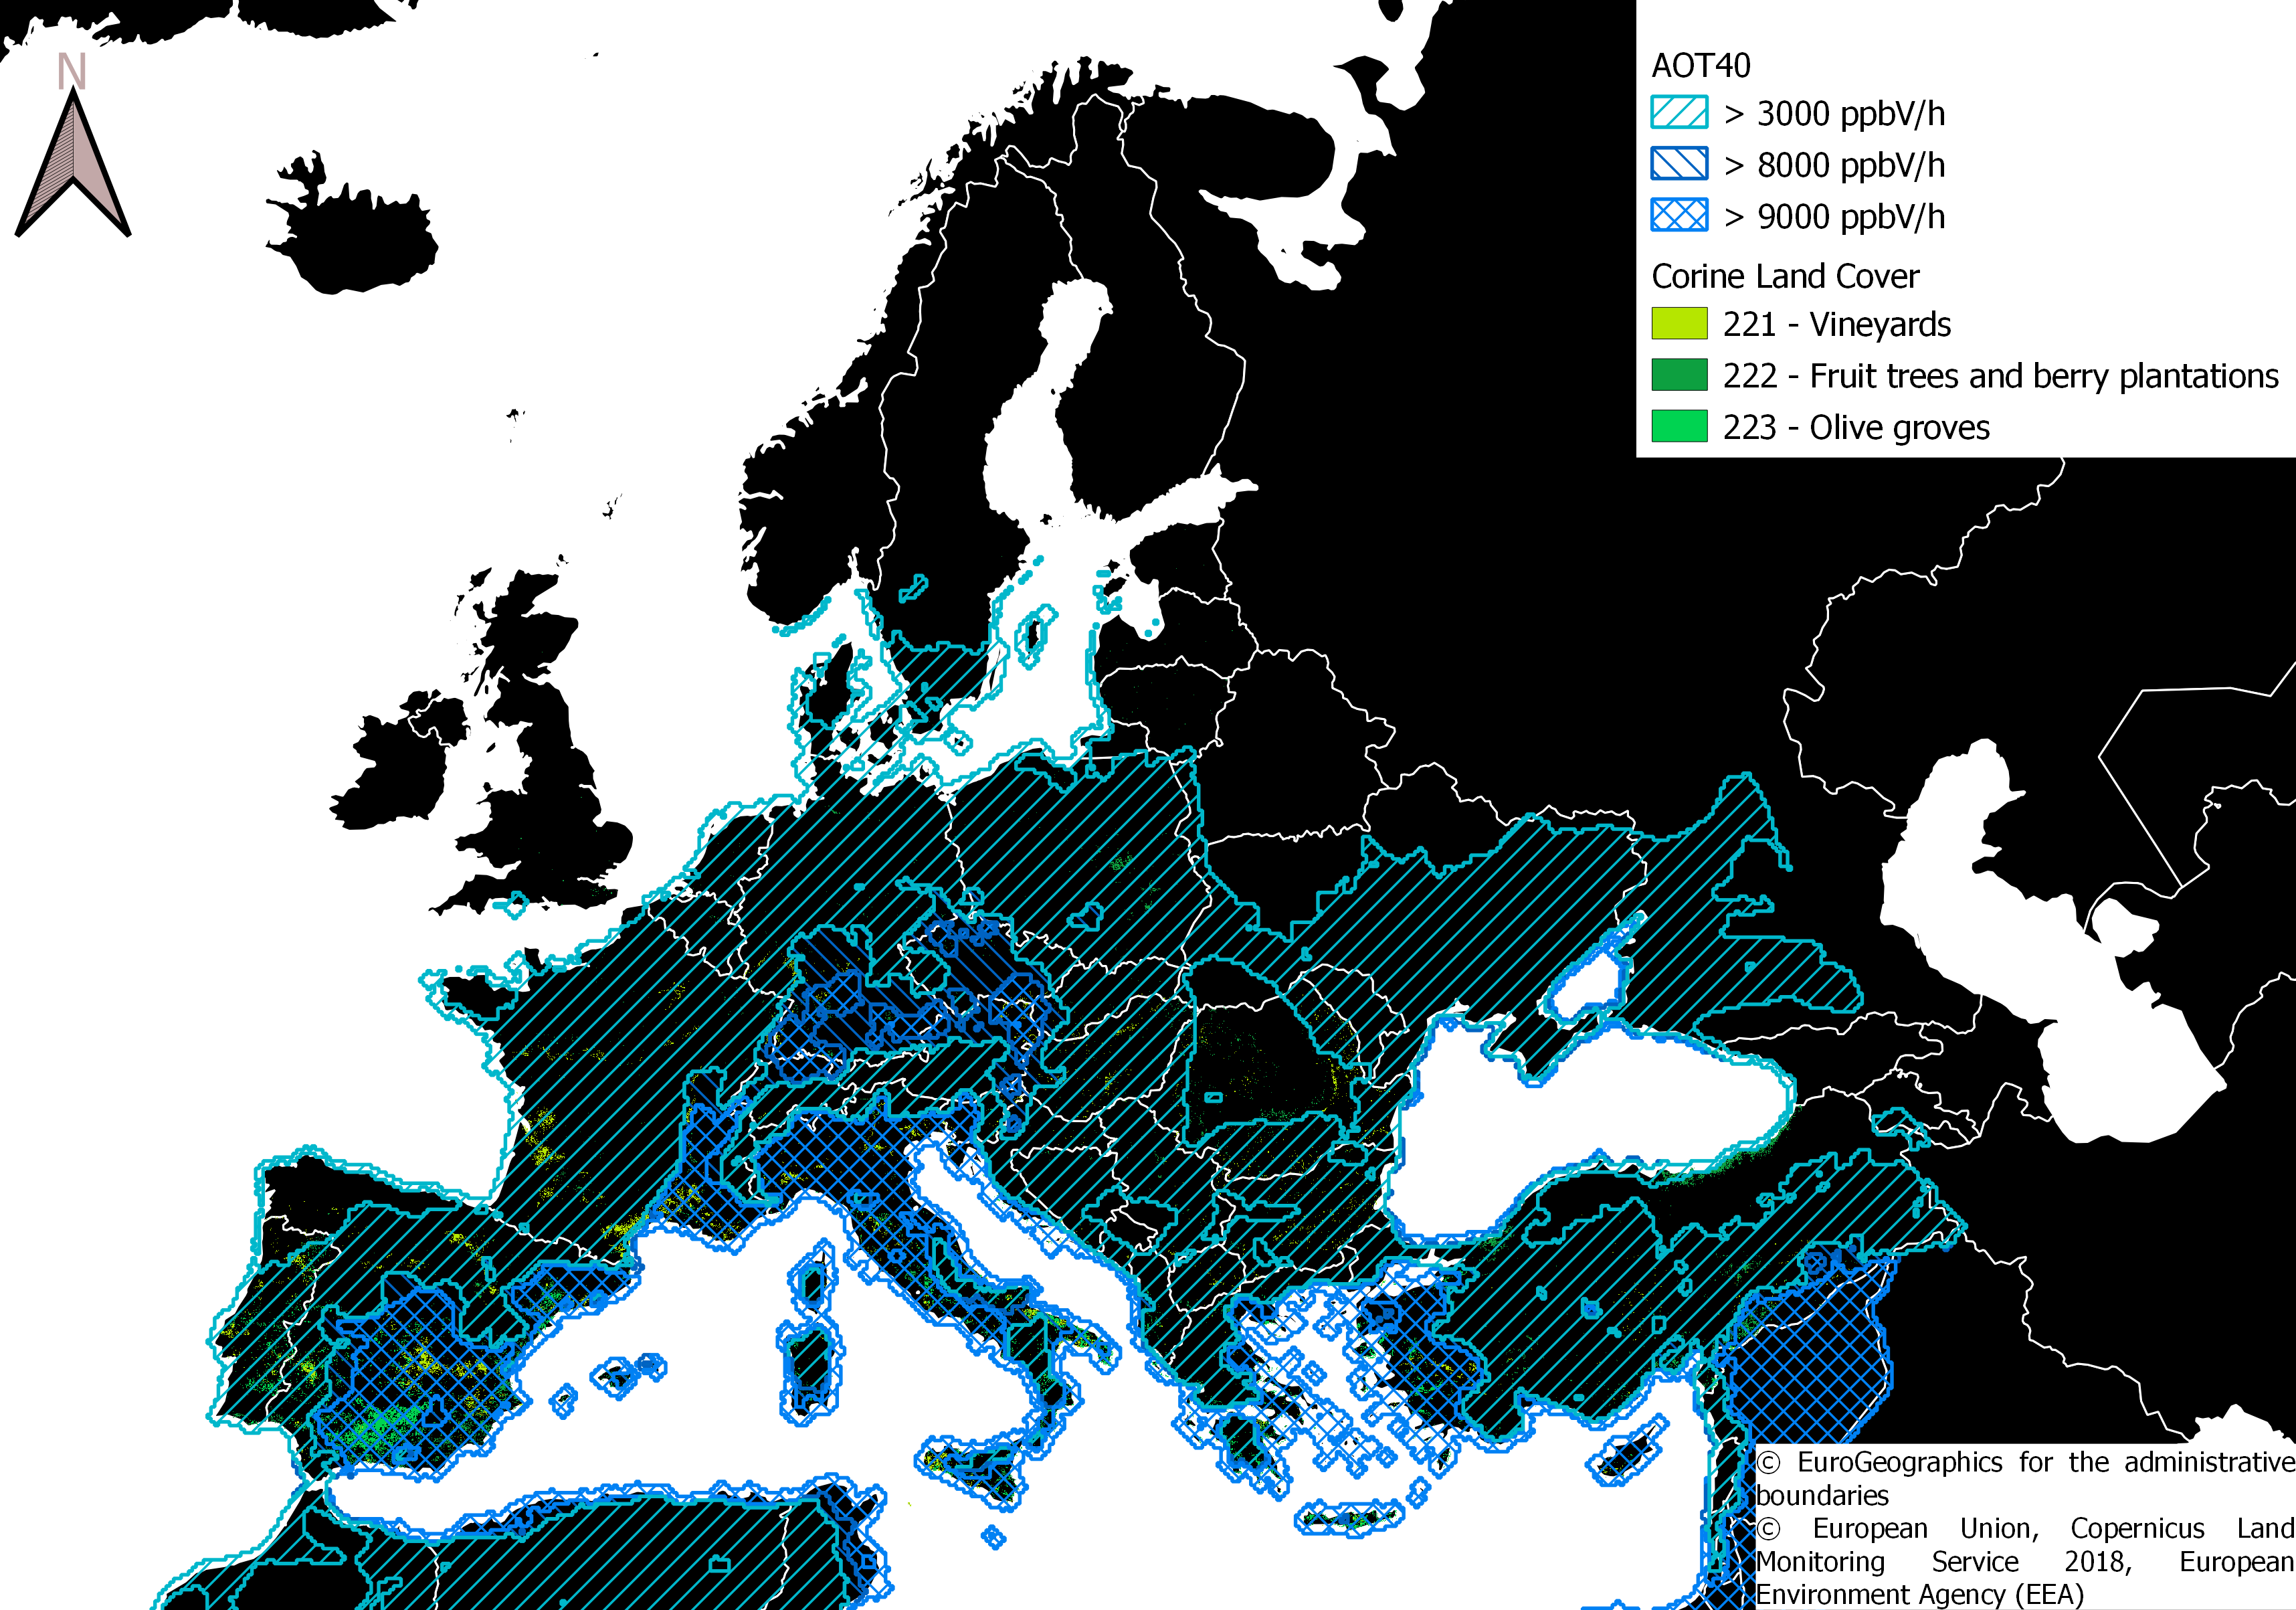 N
AOT40
> 3000 ppbV/h
> 8000 ppbV/h
> 9000 ppbV/h
Corine Land Cover
221 - Vineyards
222 - Fruit trees and berry plantations
223 - Olive groves
© EuroGeographics for the administrative
boundaries
© European Union, Copernicus Land
Monitoring Service 2018, European
Environment Agency (EEA)